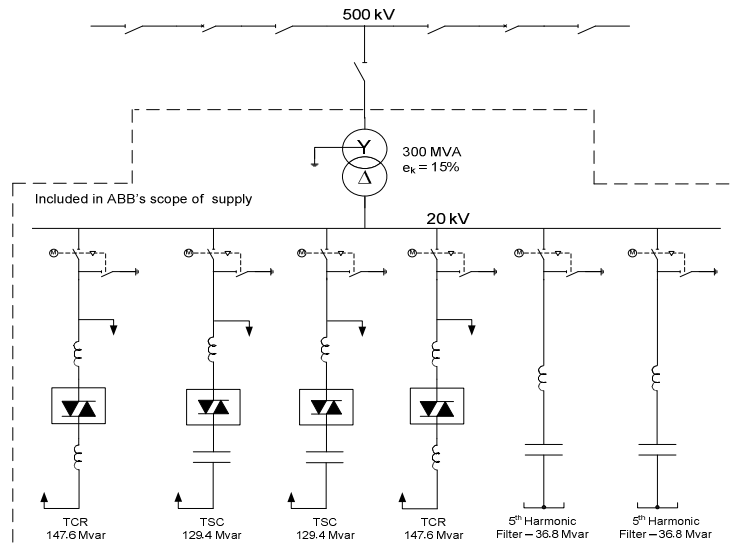 500 kV
Y
300 MVA
ek = 15%
Δ
Included in ABB's scope of supply
20 kV
M
M
M
M
M
M
TCR
147.6 Mvar
TSC
129.4 Mvar
TSC
129.4 Mvar
TCR
147.6 Mvar
5th Harmonic
Filter – 36.8 Mvar
5th Harmonic
Filter – 36.8 Mvar